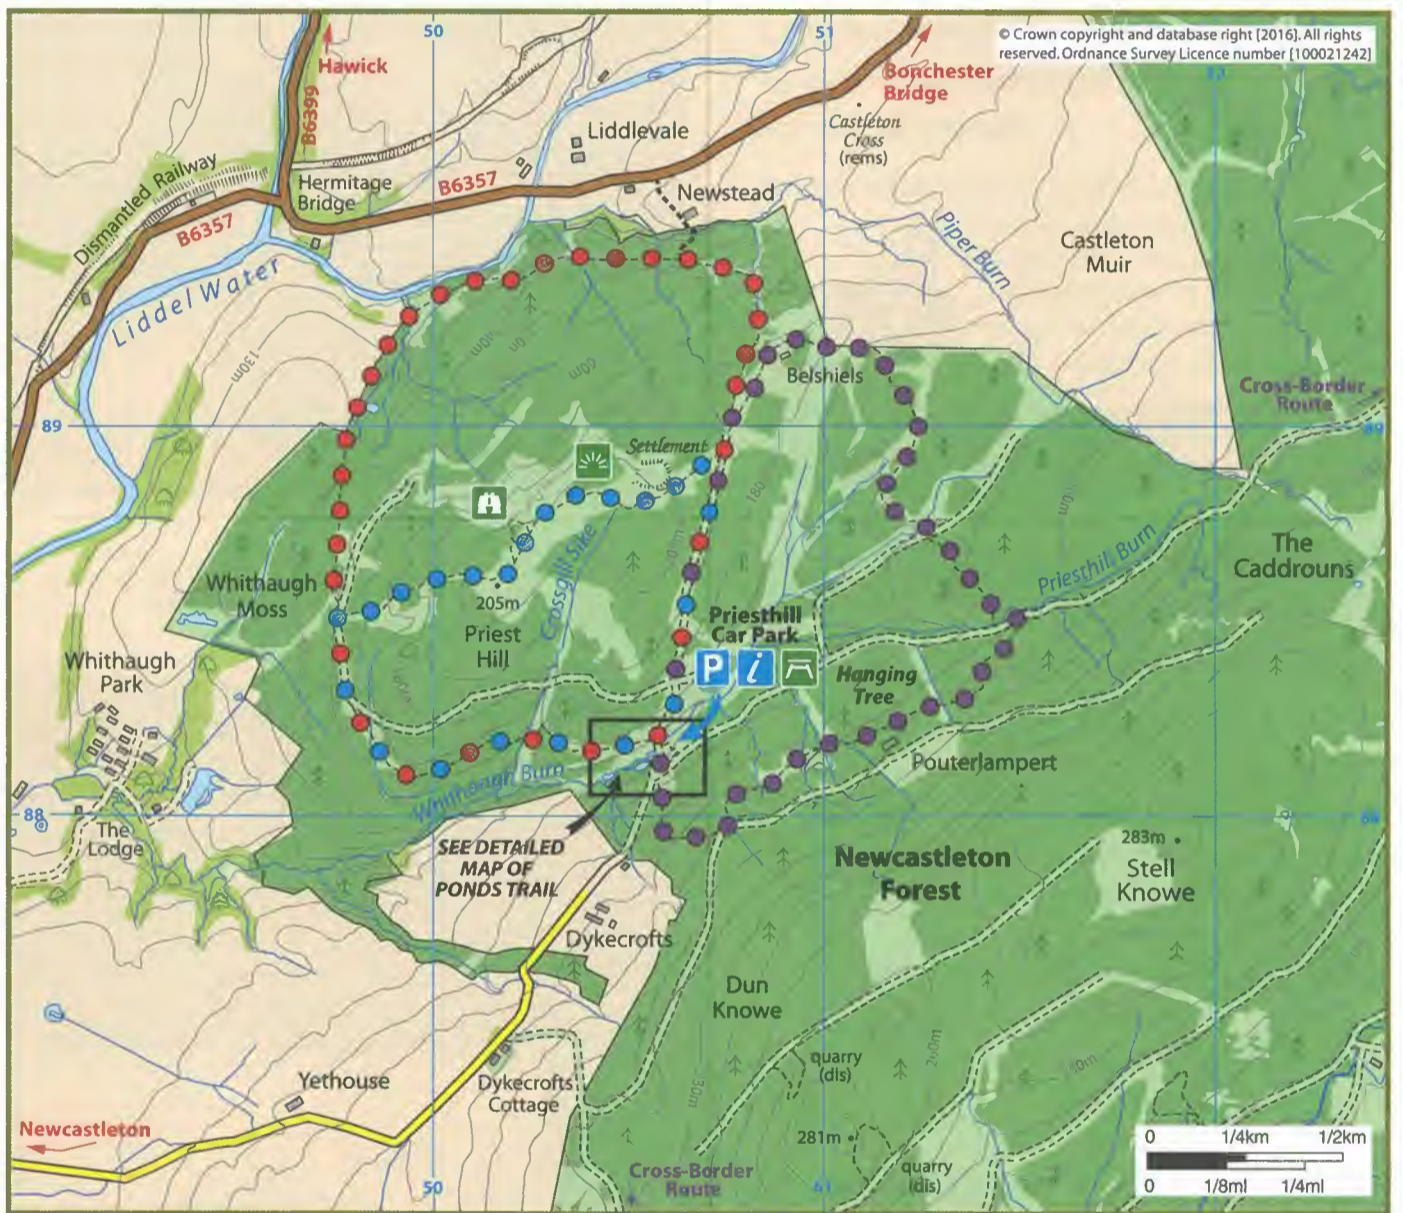 50
51
© Crown copyright and database right [2016]. All rights
reserved. Ordnance Survey Licence number [100021242]
Hawick
B6399
Bonchester
Bridge
Castleton
Cross
(rems)
Liddlevale
Dismantled Railway
Hermitage
Bridge
B6357
B6357
Newstead
Piper Burn
Castleton
Muir
Liddel Water
130m
Belshiels
Cross-Border
Route
89
89
Settlement
180
Whithaugh
Moss
205m
Crossgill Sike
Priest
Hill
Priesthill
Car Park
P
i
Priesthill Burn
The
Caddrouns
Whithaugh
Park
Hanging
Tree
Pouterlampert
Whithaugh Burn
88
88
The
Lodge
SEE DETAILED
MAP OF
PONDS TRAIL
Newcastleton
Forest
283m
Stell
Knowe
Dykecrofts
Dun
Knowe
quarry
(dis)
Yethouse
Dykecrofts
Cottage
Newcastleton
281m
quarry
(dis)
Cross-Border
Route
50
61
0 1/4km 1/2km
0 1/8ml 1/4ml